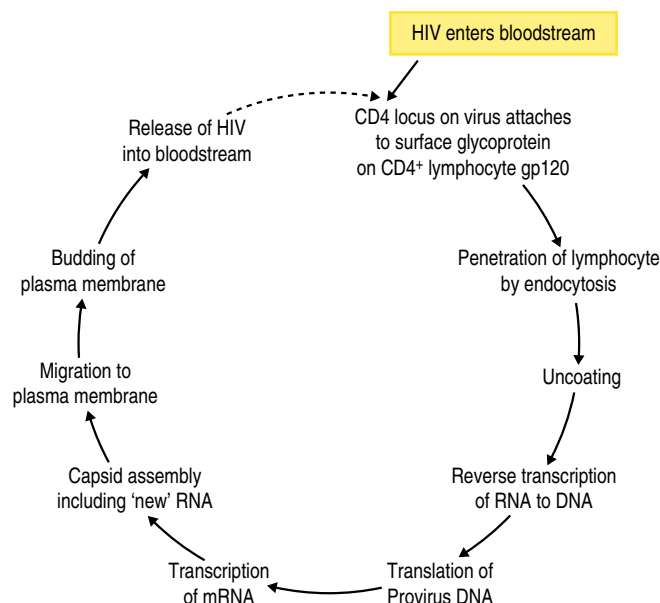 HIV enters bloodstream
CD4 locus on virus attaches
to surface glycoprotein
on CD4⁺ lymphocyte gp120
Penetration of lymphocyte
by endocytosis
Uncoating
Reverse transcription
of RNA to DNA
Translation of
Provirus DNA
Transcription
of mRNA
Capsid assembly
including ‘new’ RNA
Migration to
plasma membrane
Budding of
plasma membrane
Release of HIV
into bloodstream